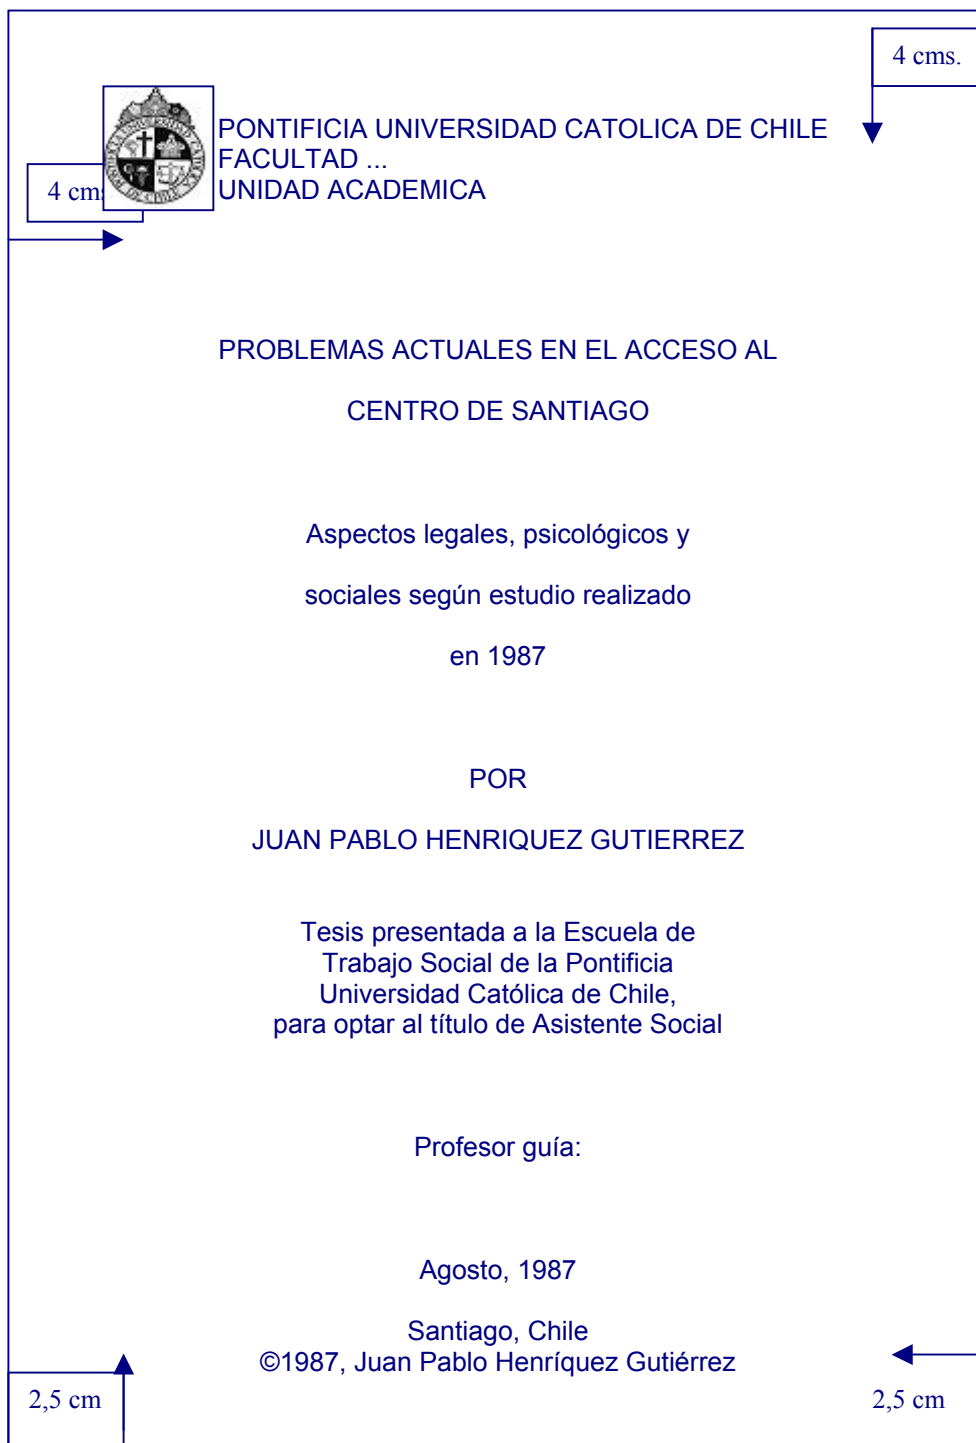 4 cms.
PONTIFICIA UNIVERSIDAD CATOLICA DE CHILE
FACULTAD ...
UNIDAD ACADEMICA
4 cms
PROBLEMAS ACTUALES EN EL ACCESO AL
CENTRO DE SANTIAGO
Aspectos legales, psicológicos y
sociales según estudio realizado
en 1987
POR
JUAN PABLO HENRIQUEZ GUTIERREZ
Tesis presentada a la Escuela de
Trabajo Social de la Pontificia
Universidad Católica de Chile,
para optar al título de Asistente Social
Profesor guía:
Agosto, 1987
Santiago, Chile
©1987, Juan Pablo Henríquez Gutiérrez
2,5 cm
2,5 cm